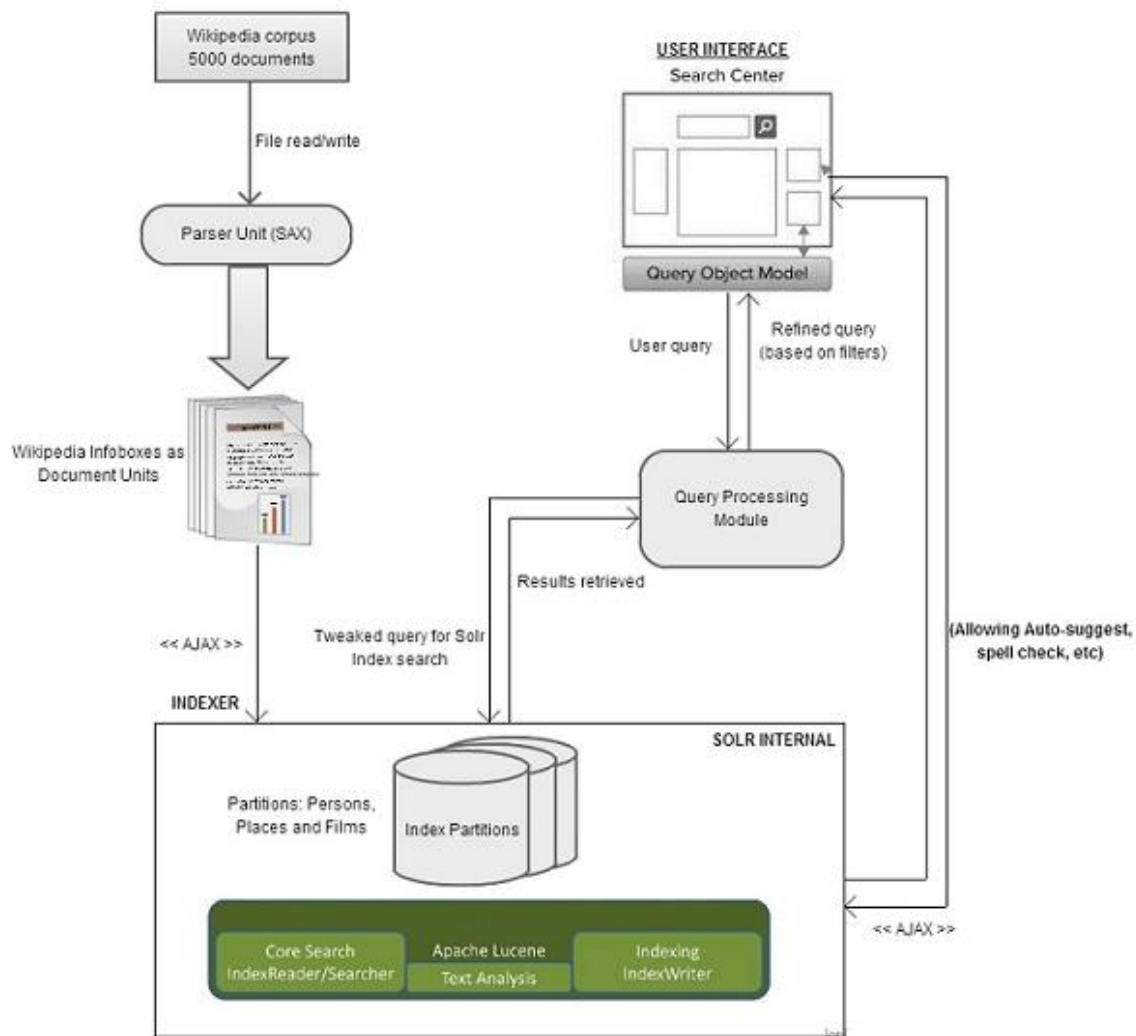 Wikipedia corpus
5000 documents
File read/write
Parser Unit (SAX)
Wikipedia Infoboxes as
Document Units
<< AJAX >>
INDEXER
USER INTERFACE
Search Center
Query Object Model
User query
Refined query
(based on filters)
Query Processing
Module
Results retrieved
Tweaked query for Solr
Index search
(Allowing Auto-suggest,
spell check, etc)
<< AJAX >>
SOLR INTERNAL
Partitions: Persons,
Places and Films
Index Partitions
Core Search
IndexReader/Searcher
Apache Lucene
Text Analysis
Indexing
IndexWriter